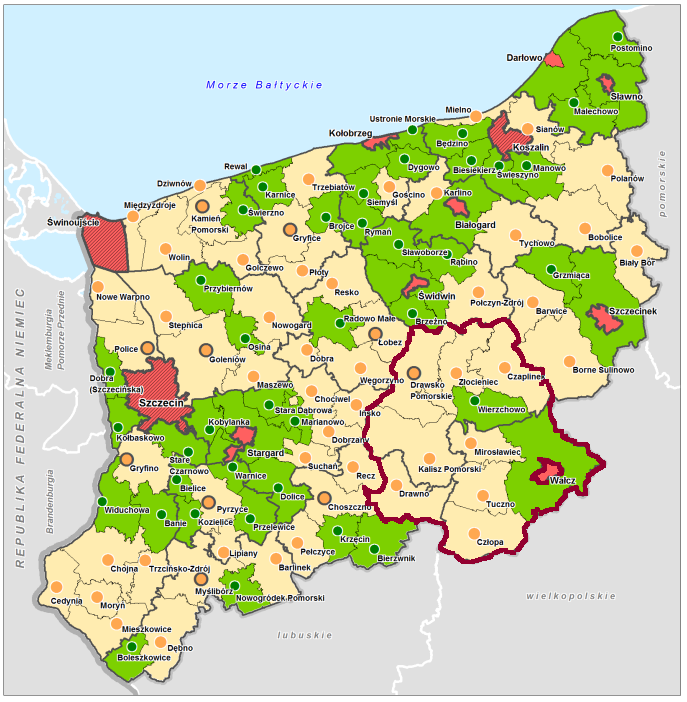 Postomino
Darłowo
Morze Bałtyckie
Sławno
Malechowo
Mielno
Ustronie Morskie
Sianów
Kołobrzeg
Będzino
Koszalin
pomorskie
Dygowo
Biesiekierz
Manowo
Świeszyno
Rewal
Polanów
Dziwnów
Karnice
Trzebiatów
Gościno
Karlino
Siemyśl
Międzyzdroje
Świerzno
Kamień
Pomorski
Świnoujście
Brojce
Rymań
Białogard
Bobolice
Gryfice
Tychowo
Sławoborze
Biały Bór
Wolin
Golczewo
Rąbino
Płoty
Grzmiąca
Przybiernów
Resko
Świdwin
Połczyn-Zdrój
Nowe Warpno
Barwice
Szczecinek
Brzeżno
Radowo Małe
Stepnica
Nowogard
Łobez
Osina
Police
Goleniów
Dobra
REPUBLIKA FEDERALNA NIEMIEC
Meklemburgia
Pomorze Przednie
Węgorzyno
Czaplinek
Borne Sulinowo
Złocieniec
Drawsko
Pomorskie
Dobra
(Szczecińska)
Maszewo
Chociwel
Szczecin
Stara Dąbrowa
Ińsko
Wierzchowo
Marianowo
Kobylanka
Kołbaskowo
Dobrzany
Stargard
Mirosławiec
Stare
Czarnowo
Suchań
Gryfino
Recz
Kalisz Pomorski
Wałcz
Warnice
Bielice
Drawno
Dolice
Brandenburgia
Tuczno
Choszczno
Widuchowa
Pyrzyce
Banie
Kozielice
Przelewice
Krzęcin
Człopa
Pełczyce
Bierzwnik
Lipiany
Chojna
Trzcińsko-Zdrój
Barlinek
Myślibórz
Cedynia
Nowogródek Pomorski
wielkopolskie
Moryń
Mieszkowice
lubuskie
Dębno
Boleszkowice